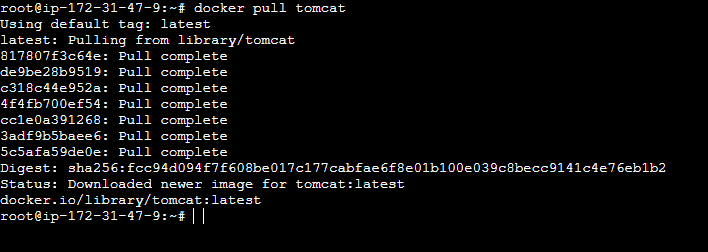 root@ip-172-31-47-9:~# docker pull tomcat
Using default tag: latest
latest: Pulling from library/tomcat
817807f3c64e: Pull complete
de9be28b9519: Pull complete
c318c44e952a: Pull complete
4f4fb700ef54: Pull complete
cc1e0a391268: Pull complete
3adf9b5baee6: Pull complete
5c5afa59de0e: Pull complete
Digest: sha256:fcc94d094f7f608be017c177cabfae6f8e01b100e039c8becc9141c4e76eb1b2
Status: Downloaded newer image for tomcat:latest
docker.io/library/tomcat:latest
root@ip-172-31-47-9:~#